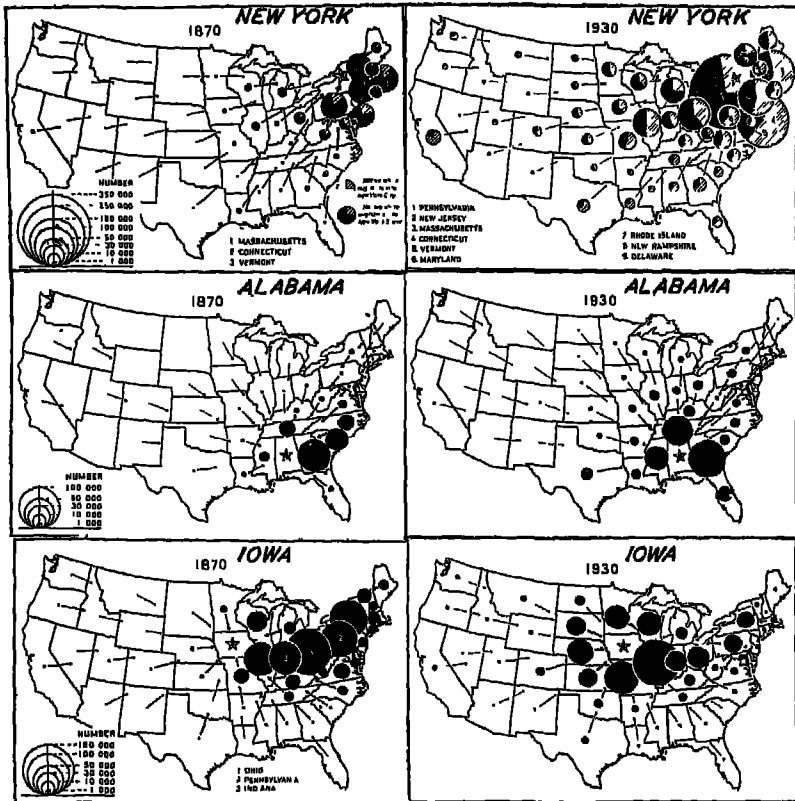 NEW YORK
1870
NUMBER
350 000
250 000
100 000
50 000
10 000
1 000
1 MASSACHUSETTS
2 CONNECTICUT
3 VERMONT
NEW YORK
1930
1 PENNSYLVANIA
2 NEW JERSEY
3 MASSACHUSETTS
4 CONNECTICUT
5 VERMONT
6 MARYLAND
7 RHODE ISLAND
8 NEW HAMPSHIRE
9 DELAWARE
ALABAMA
1870
NUMBER
100 000
50 000
30 000
10 000
1 000
ALABAMA
1930
IOWA
1870
NUMBER
100 000
50 000
30 000
10 000
1 000
1 OHIO
2 PENNSYLVANIA
3 INDIANA
IOWA
1930